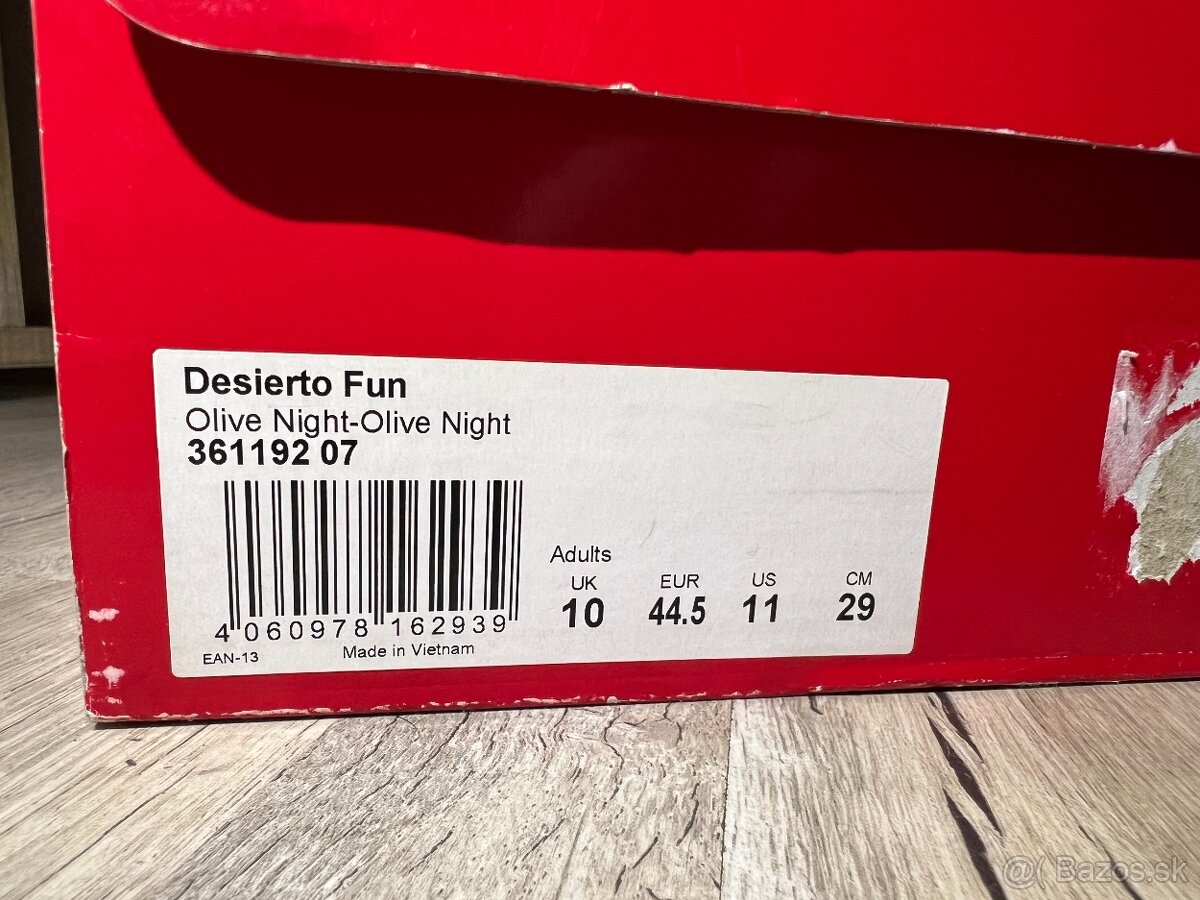 Desierto Fun
Olive Night-Olive Night
361192 07
4 060978 162939
EAN-13
Made in Vietnam
Adults
UK EUR US CM
10 44.5 11 29
@( Bazos.sk